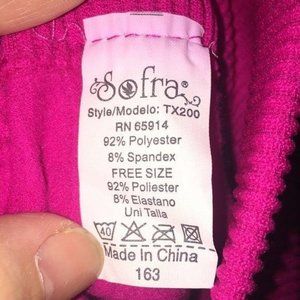 Sofra
Style/Modelo: TX200
RN 65914
92% Polyester
8% Spandex
FREE SIZE
92% Poliester
8% Elastano
Uni Talla
40
Made In China
163